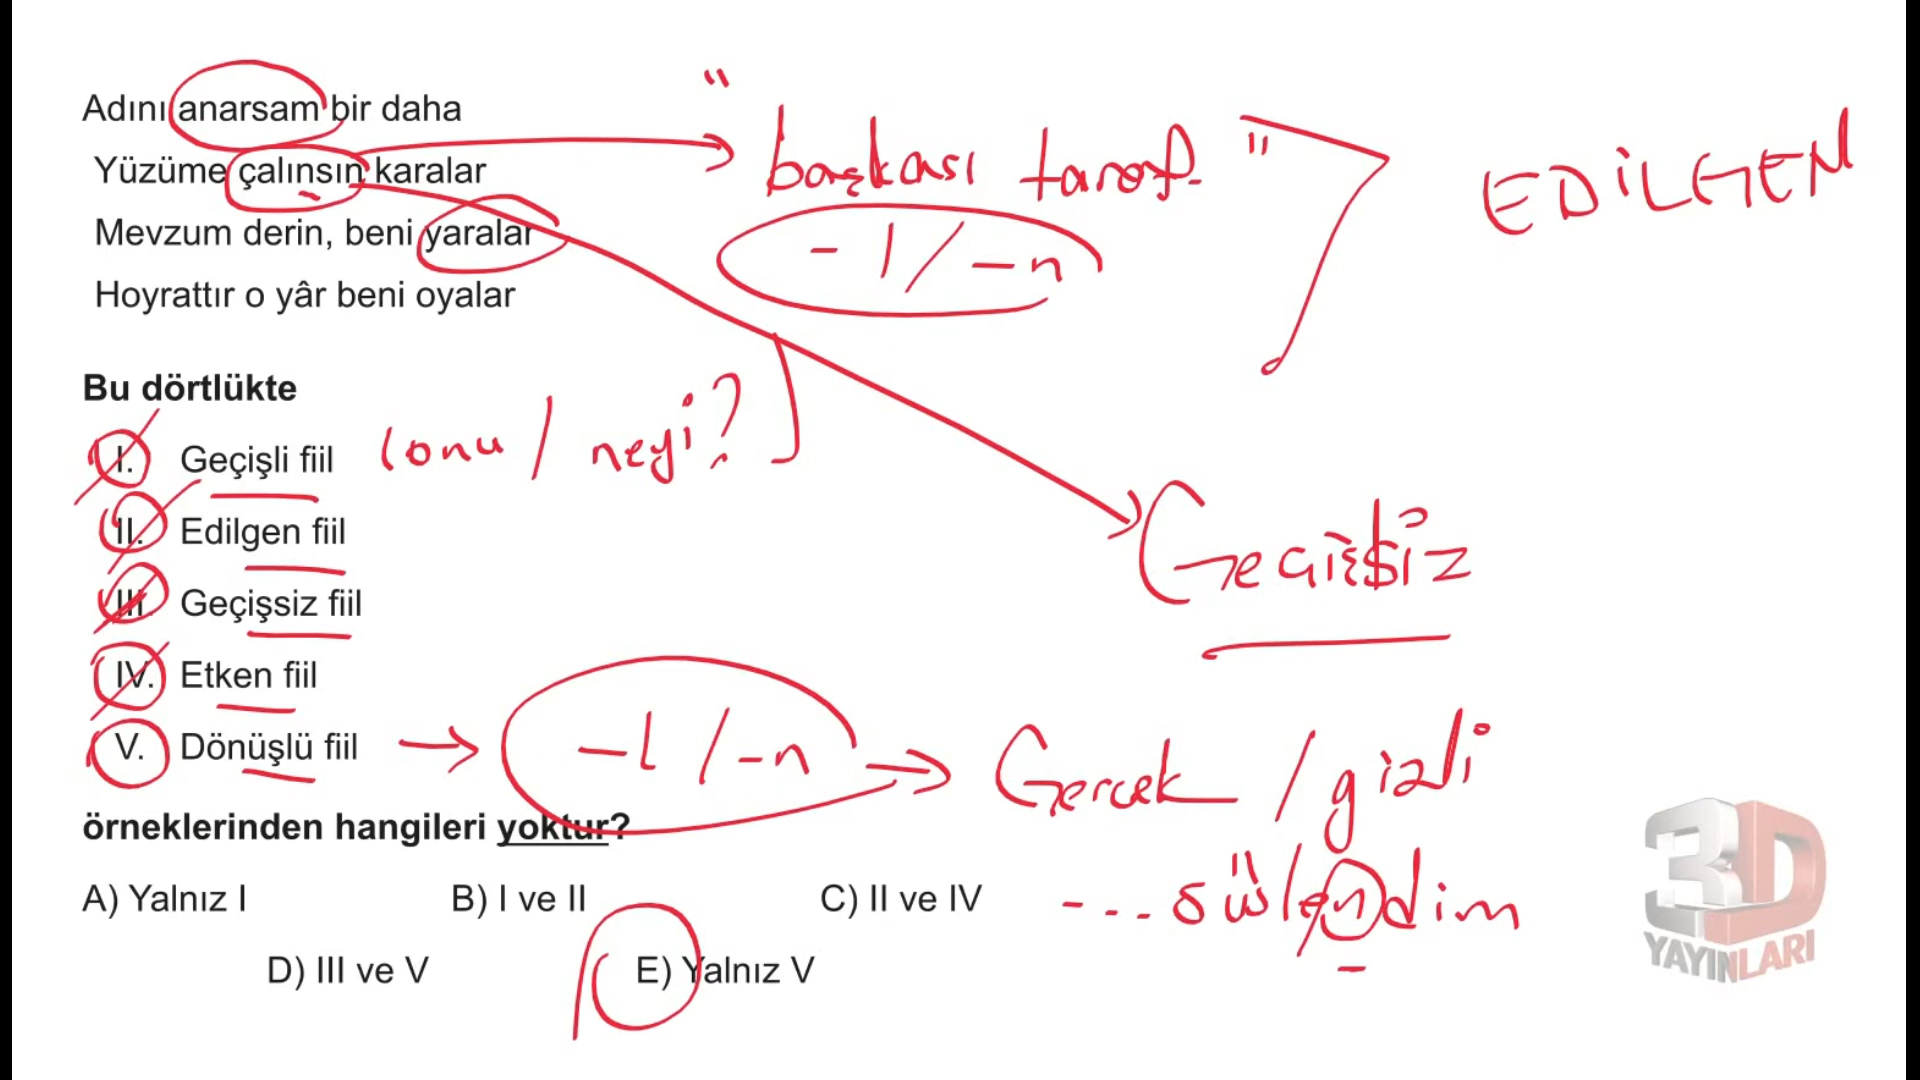 Adını anarsam bir daha
Yüzüme çalınsın karalar
Mevzum derin, beni yaralar
Hoyrattır o yâr beni oyalar
" başkası taraf. "
-l / -n
EDİLGEN
Bu dörtlükte
I. Geçişli fiil (onu / neyi?)
II. Edilgen fiil
III. Geçişsiz fiil
Geçişsiz
IV. Etken fiil
V. Dönüşlü fiil → -l / -n → Gerçek / gizli
örneklerinden hangileri yoktur?
... süslendim
A) Yalnız I B) I ve II C) II ve IV
D) III ve V E) Yalnız V
3D
YAYINLARI